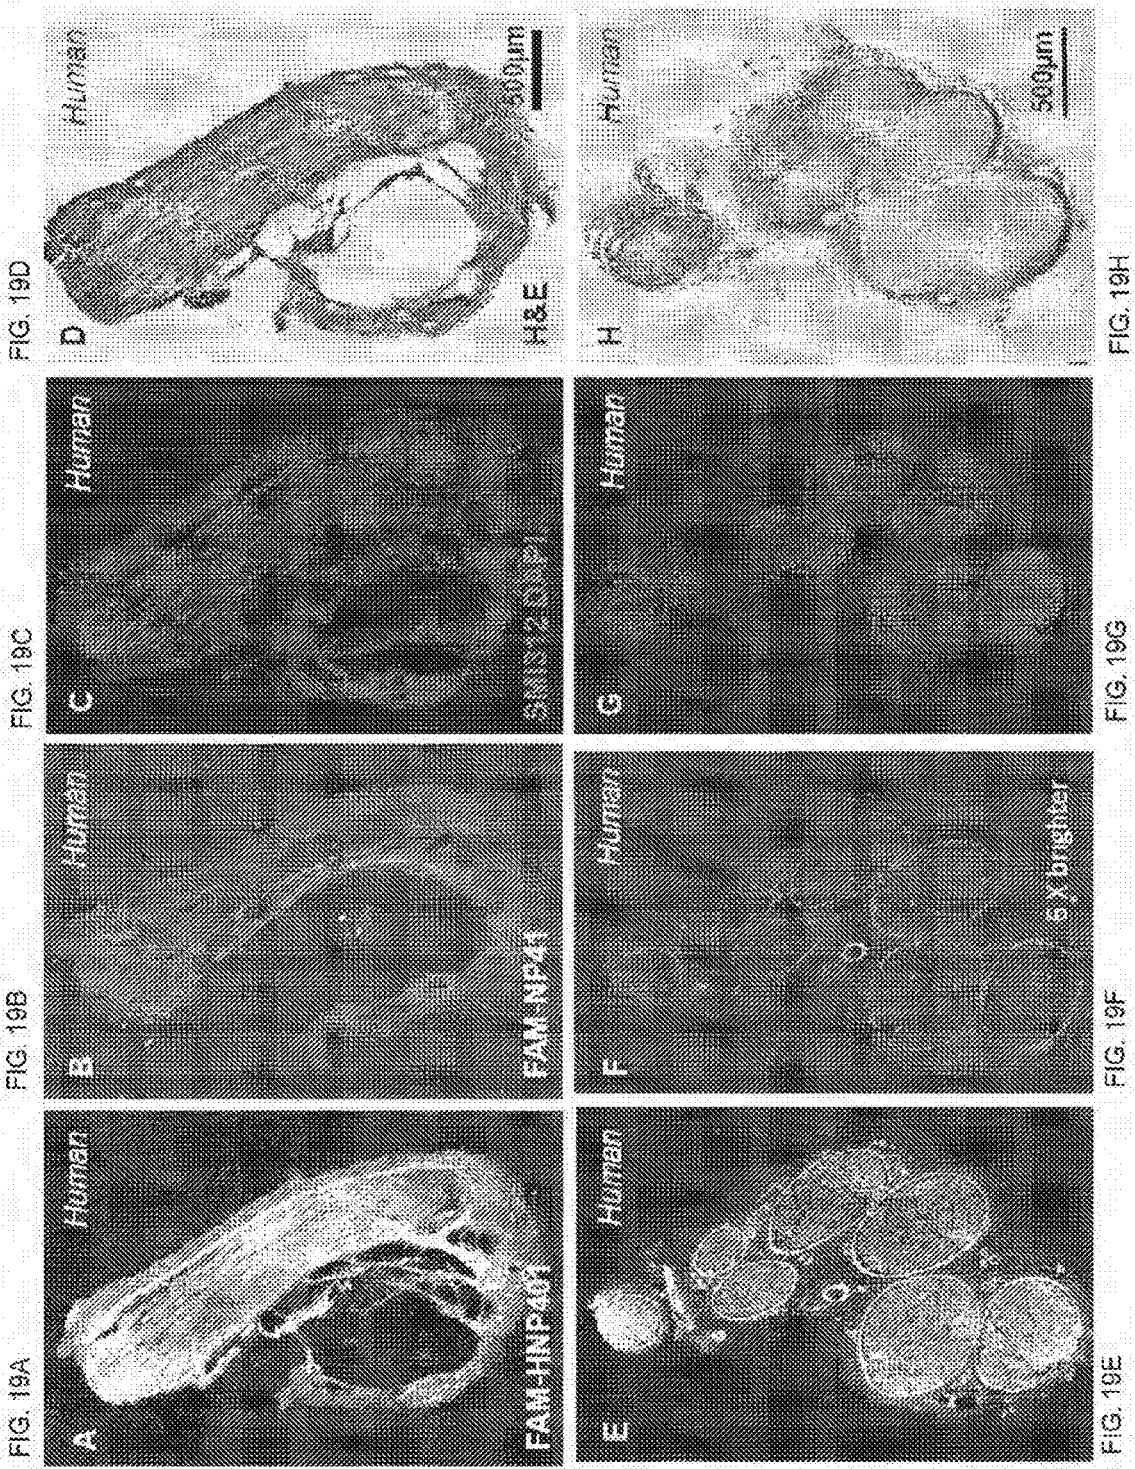 FIG. 19A
A
Human
FAM-HNP401
FIG. 19B
B
Human
FAM-NP41
FIG. 19C
C
Human
FIG. 19D
D
Human
H&E
500µm
E
Human
FIG. 19E
F
Human
6 X brighter
FIG. 19F
G
Human
FIG. 19G
H
Human
500µm
FIG. 19H